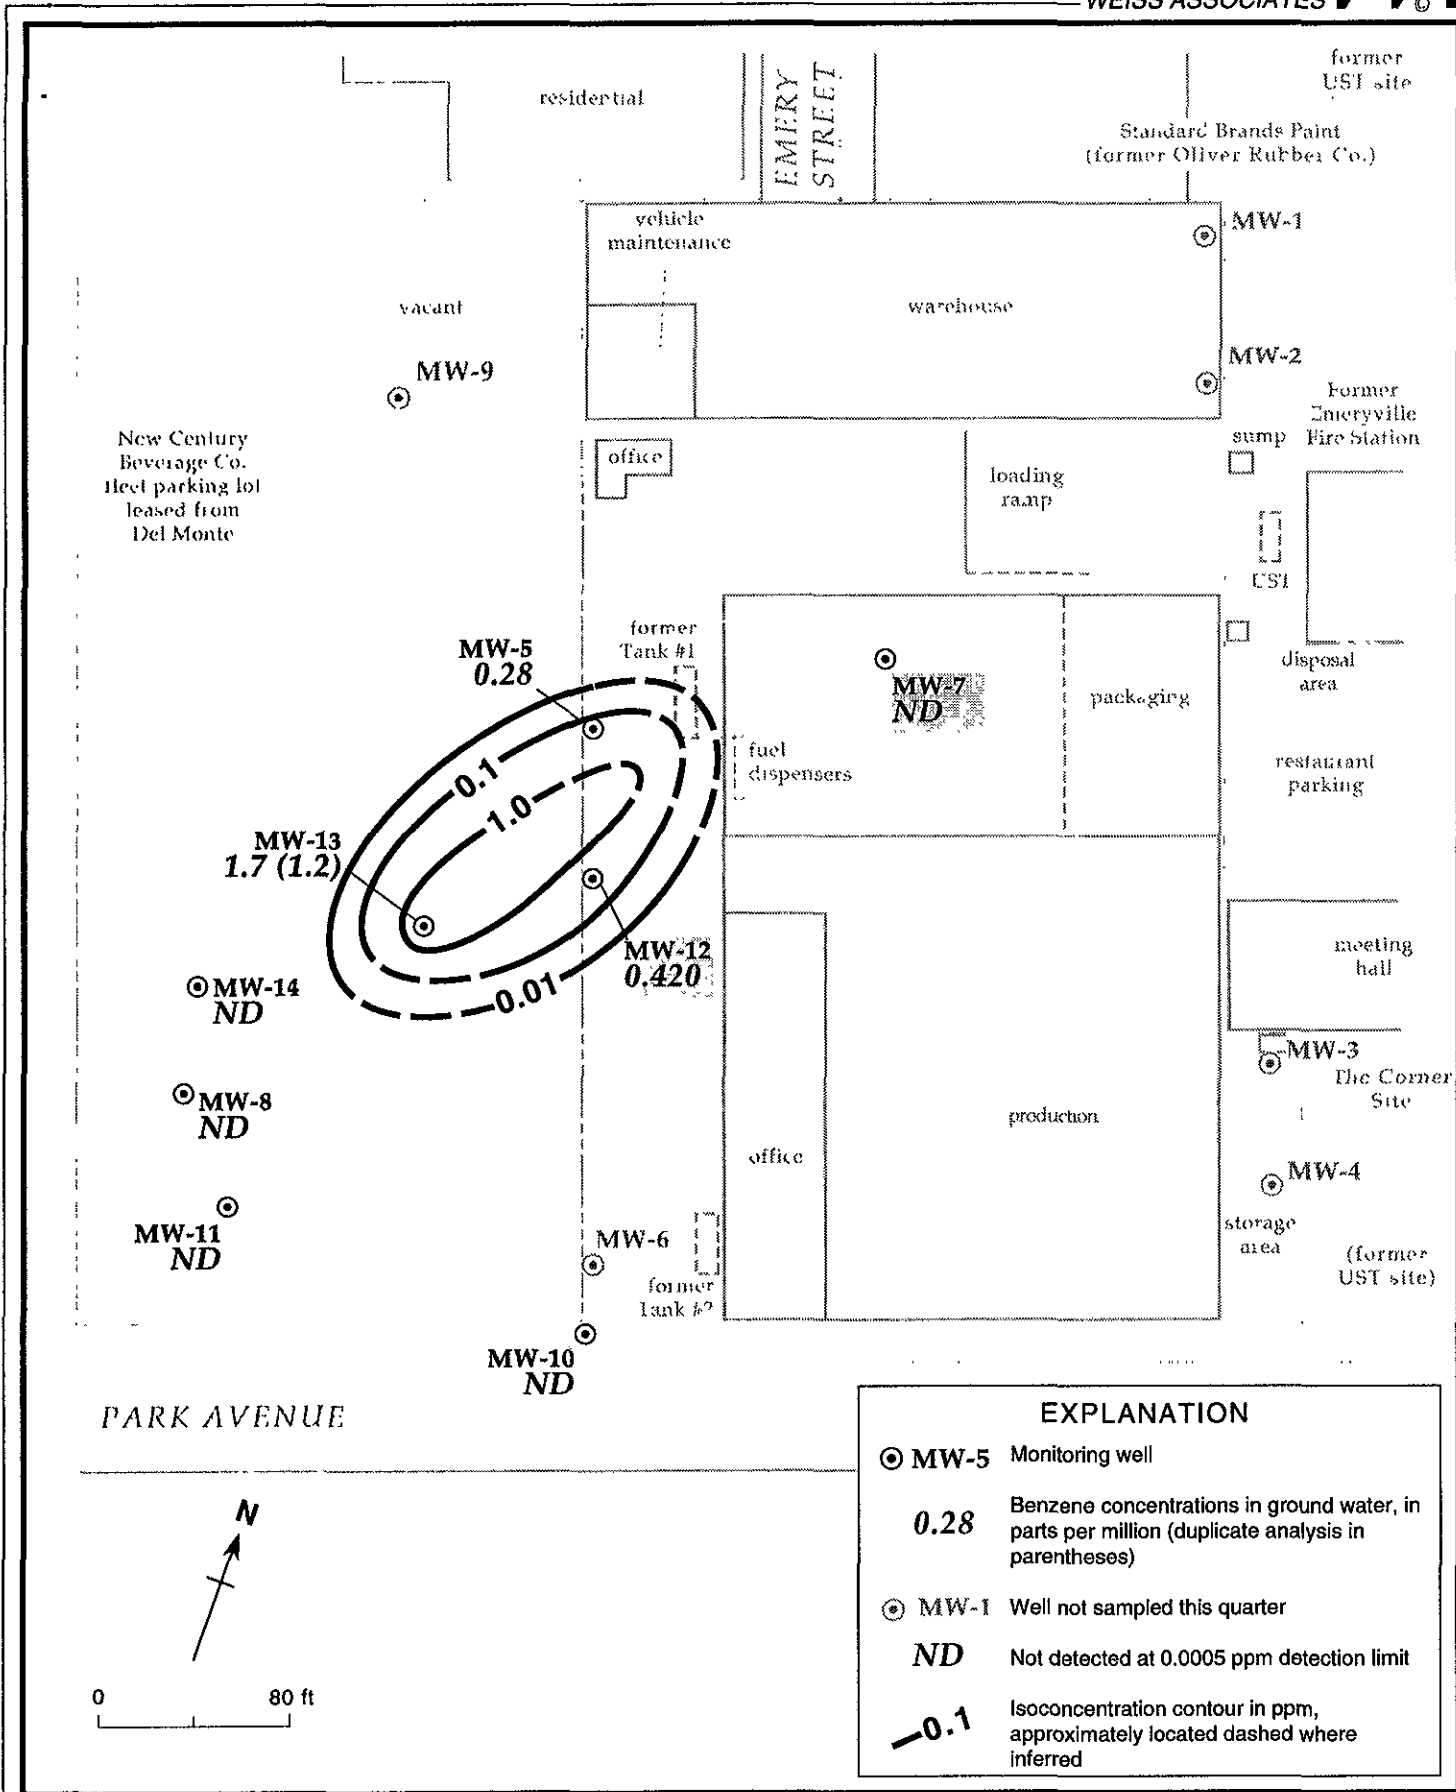 WEISS ASSOCIATES
former
UST site
residential
EMERY
STREET
Standard Brands Paint
(former Oliver Rubber Co.)
vehicle
maintenance
MW-1
vacant
warehouse
MW-9
MW-2
Former
Emeryville
Fire Station
New Century
Beverage Co.
fleet parking lot
leased from
Del Monte
office
sump
loading
ramp
UST
former
Tank #1
MW-5
0.28
disposal
area
MW-7
ND
packaging
fuel
dispensers
restaurant
parking
0.1
1.0
MW-13
1.7 (1.2)
MW-12
0.420
meeting
hall
0.01
MW-14
ND
MW-3
The Corner
Site
MW-8
ND
production
office
MW-4
MW-11
ND
storage
area
MW-6
(former
UST site)
former
Tank #2
MW-10
ND
PARK AVENUE
EXPLANATION
MW-5 Monitoring well
0.28 Benzene concentrations in ground water, in
parts per million (duplicate analysis in
parentheses)
MW-1 Well not sampled this quarter
ND Not detected at 0.0005 ppm detection limit
0.1 Isoconcentration contour in ppm,
approximately located dashed where
inferred
N
0 80 ft